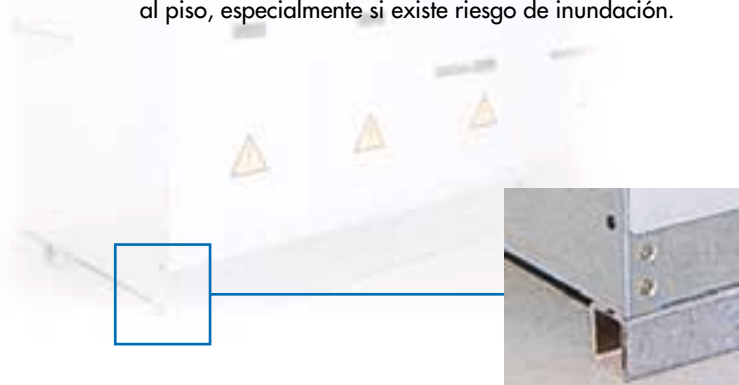 al piso, especialmente si existe riesgo de inundación.